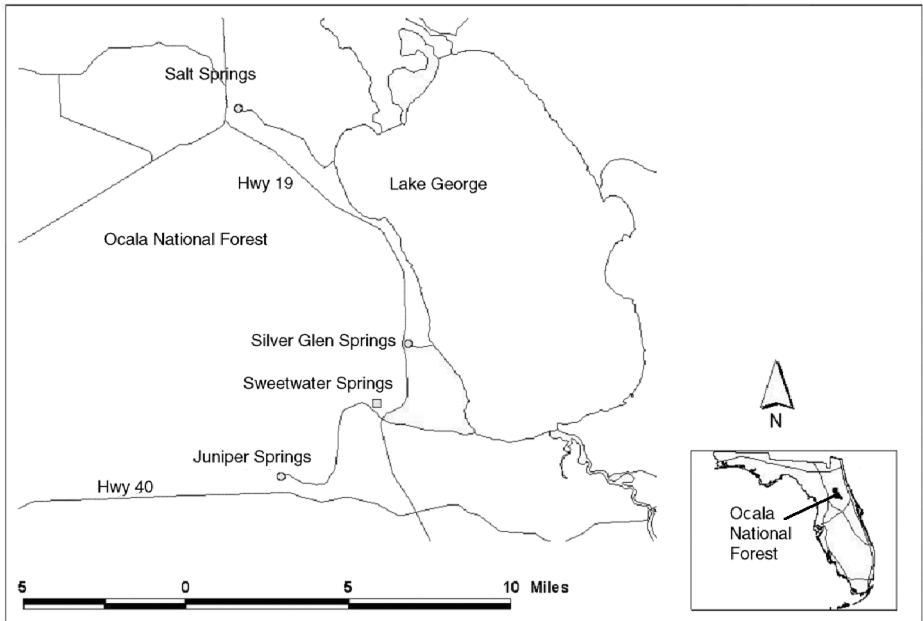 Salt Springs
Hwy 19
Lake George
Ocala National Forest
Silver Glen Springs
Sweetwater Springs
Juniper Springs
Hwy 40
N
Ocala
National
Forest
5 0 5 10 Miles